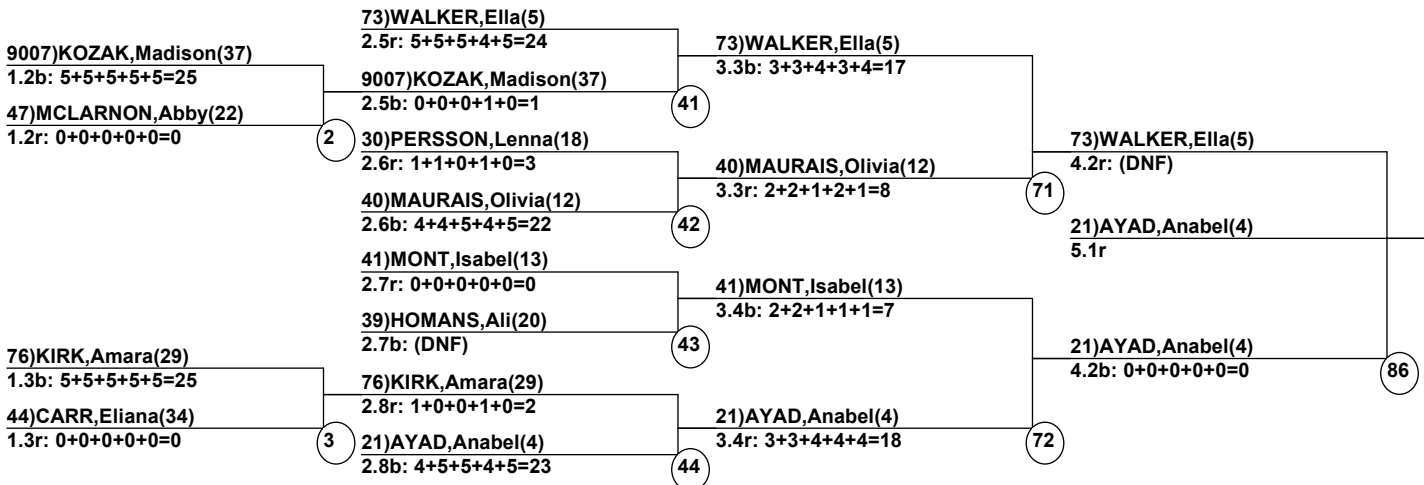 9007)KOZAK,Madison(37)
1.2b: 5+5+5+5+5=25
47)MCLARNON,Abby(22)
1.2r: 0+0+0+0+0=0
2
76)KIRK,Amara(29)
1.3b: 5+5+5+5+5=25
44)CARR,Eliana(34)
1.3r: 0+0+0+0+0=0
3
73)WALKER,Ella(5)
2.5r: 5+5+5+4+5=24
9007)KOZAK,Madison(37)
2.5b: 0+0+0+1+0=1
41
30)PERSSON,Lenna(18)
2.6r: 1+1+0+1+0=3
40)MAURAIS,Olivia(12)
2.6b: 4+4+5+4+5=22
42
41)MONT,Isabel(13)
2.7r: 0+0+0+0+0=0
39)HOMANS,Ali(20)
2.7b: (DNF)
43
76)KIRK,Amara(29)
2.8r: 1+0+0+1+0=2
21)AYAD,Anabel(4)
2.8b: 4+5+5+4+5=23
44
73)WALKER,Ella(5)
3.3b: 3+3+4+3+4=17
40)MAURAIS,Olivia(12)
3.3r: 2+2+1+2+1=8
71
41)MONT,Isabel(13)
3.4b: 2+2+1+1+1=7
21)AYAD,Anabel(4)
3.4r: 3+3+4+4+4=18
72
73)WALKER,Ella(5)
4.2r: (DNF)
21)AYAD,Anabel(4)
4.2b: 0+0+0+0+0=0
86
21)AYAD,Anabel(4)
5.1r